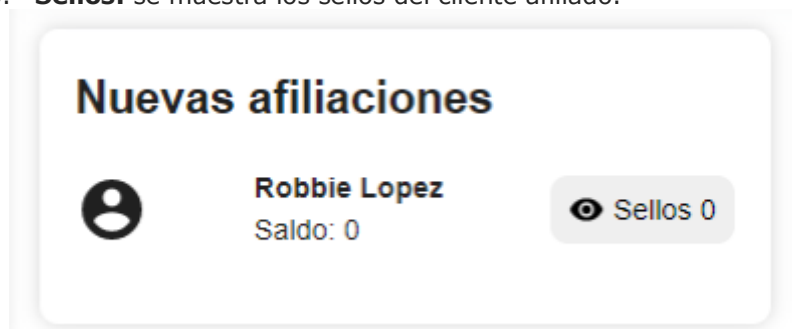 Sellos: se muestra los sellos del cliente afiliado.
Nuevas afiliaciones
Robbie Lopez
Saldo: 0
Sellos 0